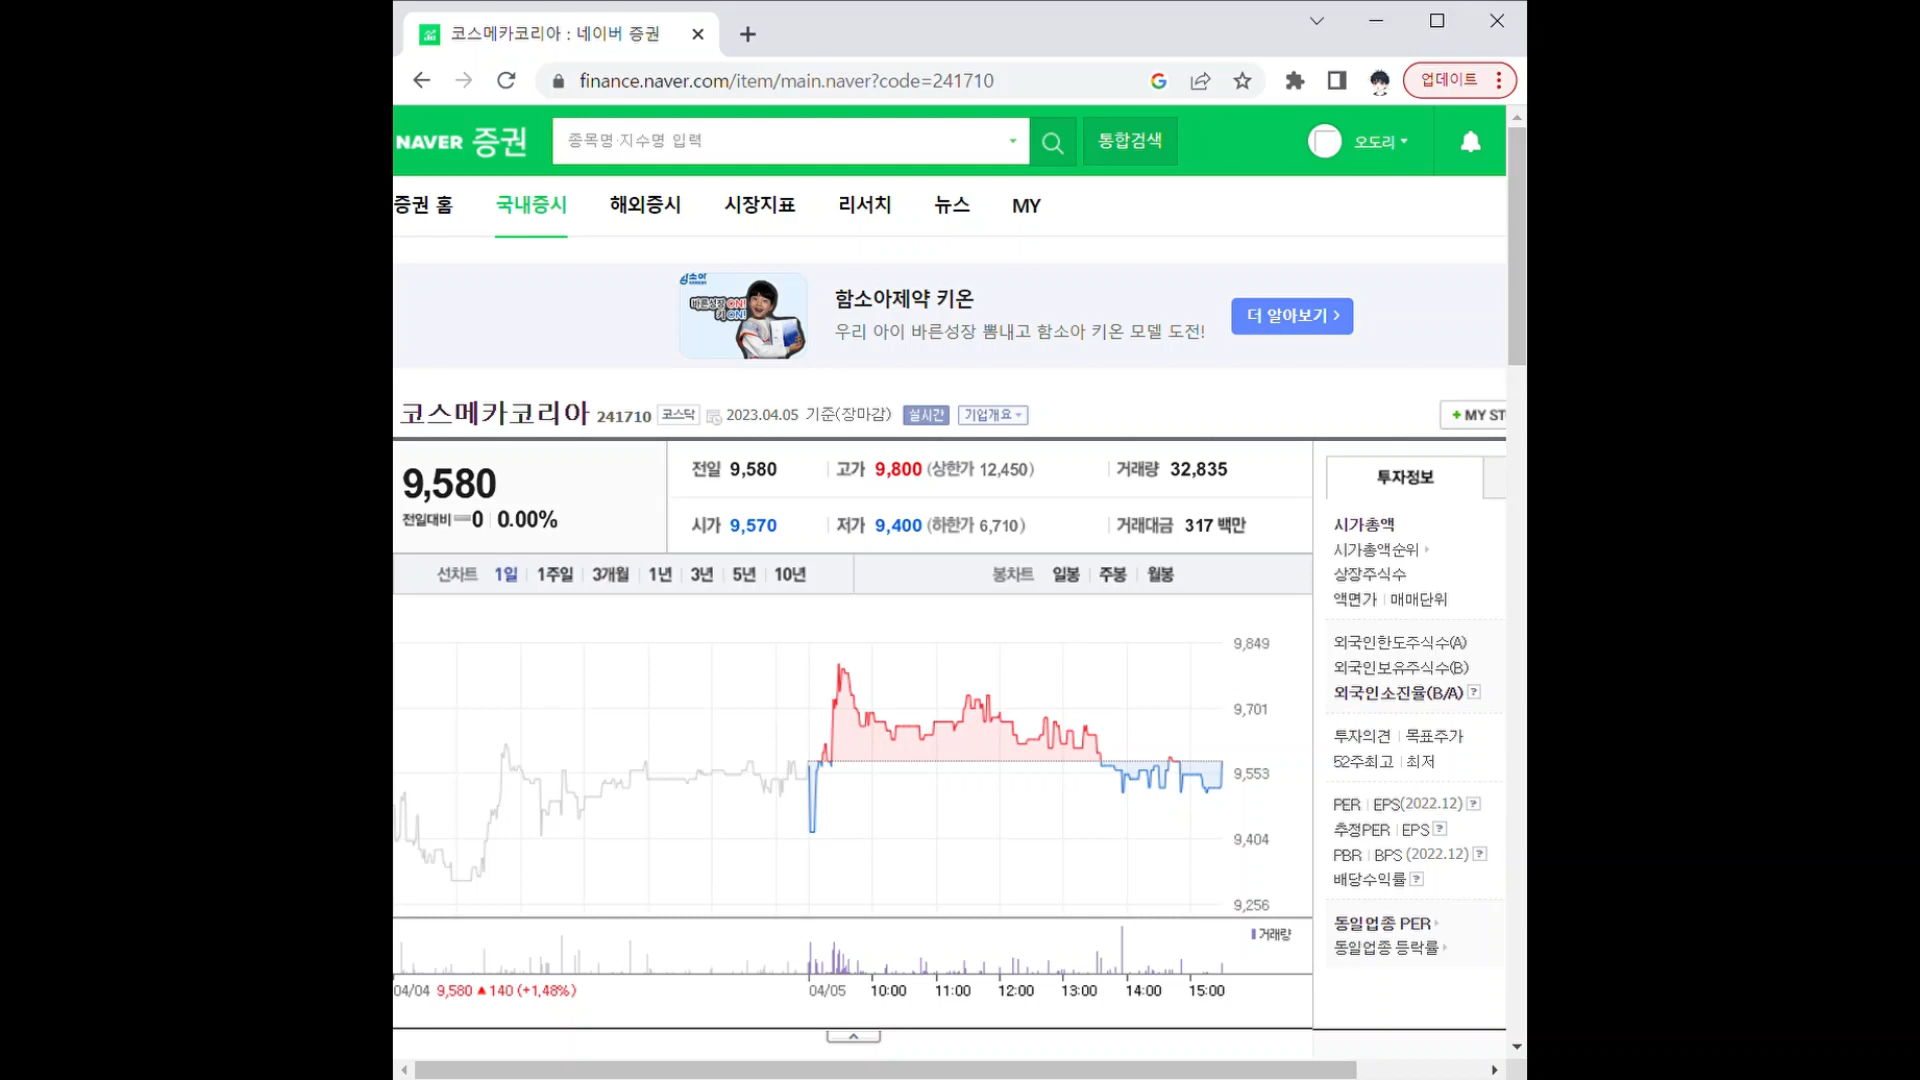 코스메카코리아 : 네이버 증권
finance.naver.com/item/main.naver?code=241710
업데이트
NAVER 증권
종목명·지수명 입력
통합검색
오도리
증권 홈 국내증시 해외증시 시장지표 리서치 뉴스 MY
바른성장 ON!
키 ON!
함소아제약 키온
우리 아이 바른성장 뽐내고 함소아 키온 모델 도전!
더 알아보기 >
코스메카코리아 241710 코스닥 2023.04.05 기준(장마감) 실시간 기업개요
+ MY ST
9,580
전일대비 0 0.00%
전일 9,580 고가 9,800 (상한가 12,450) 거래량 32,835
시가 9,570 저가 9,400 (하한가 6,710) 거래대금 317 백만
선차트 1일 1주일 3개월 1년 3년 5년 10년 봉차트 일봉 주봉 월봉
9,849
9,701
9,553
9,404
9,256
거래량
04/04 9,580 ▲140 (+1,48%) 04/05 10:00 11:00 12:00 13:00 14:00 15:00
투자정보
시가총액
시가총액순위
상장주식수
액면가 매매단위
외국인한도주식수(A)
외국인보유주식수(B)
외국인소진율(B/A) ?
투자의견 목표주가
52주최고 최저
PER EPS(2022.12) ?
추정PER EPS ?
PBR BPS (2022.12) ?
배당수익률 ?
동일업종 PER
동일업종 등락률